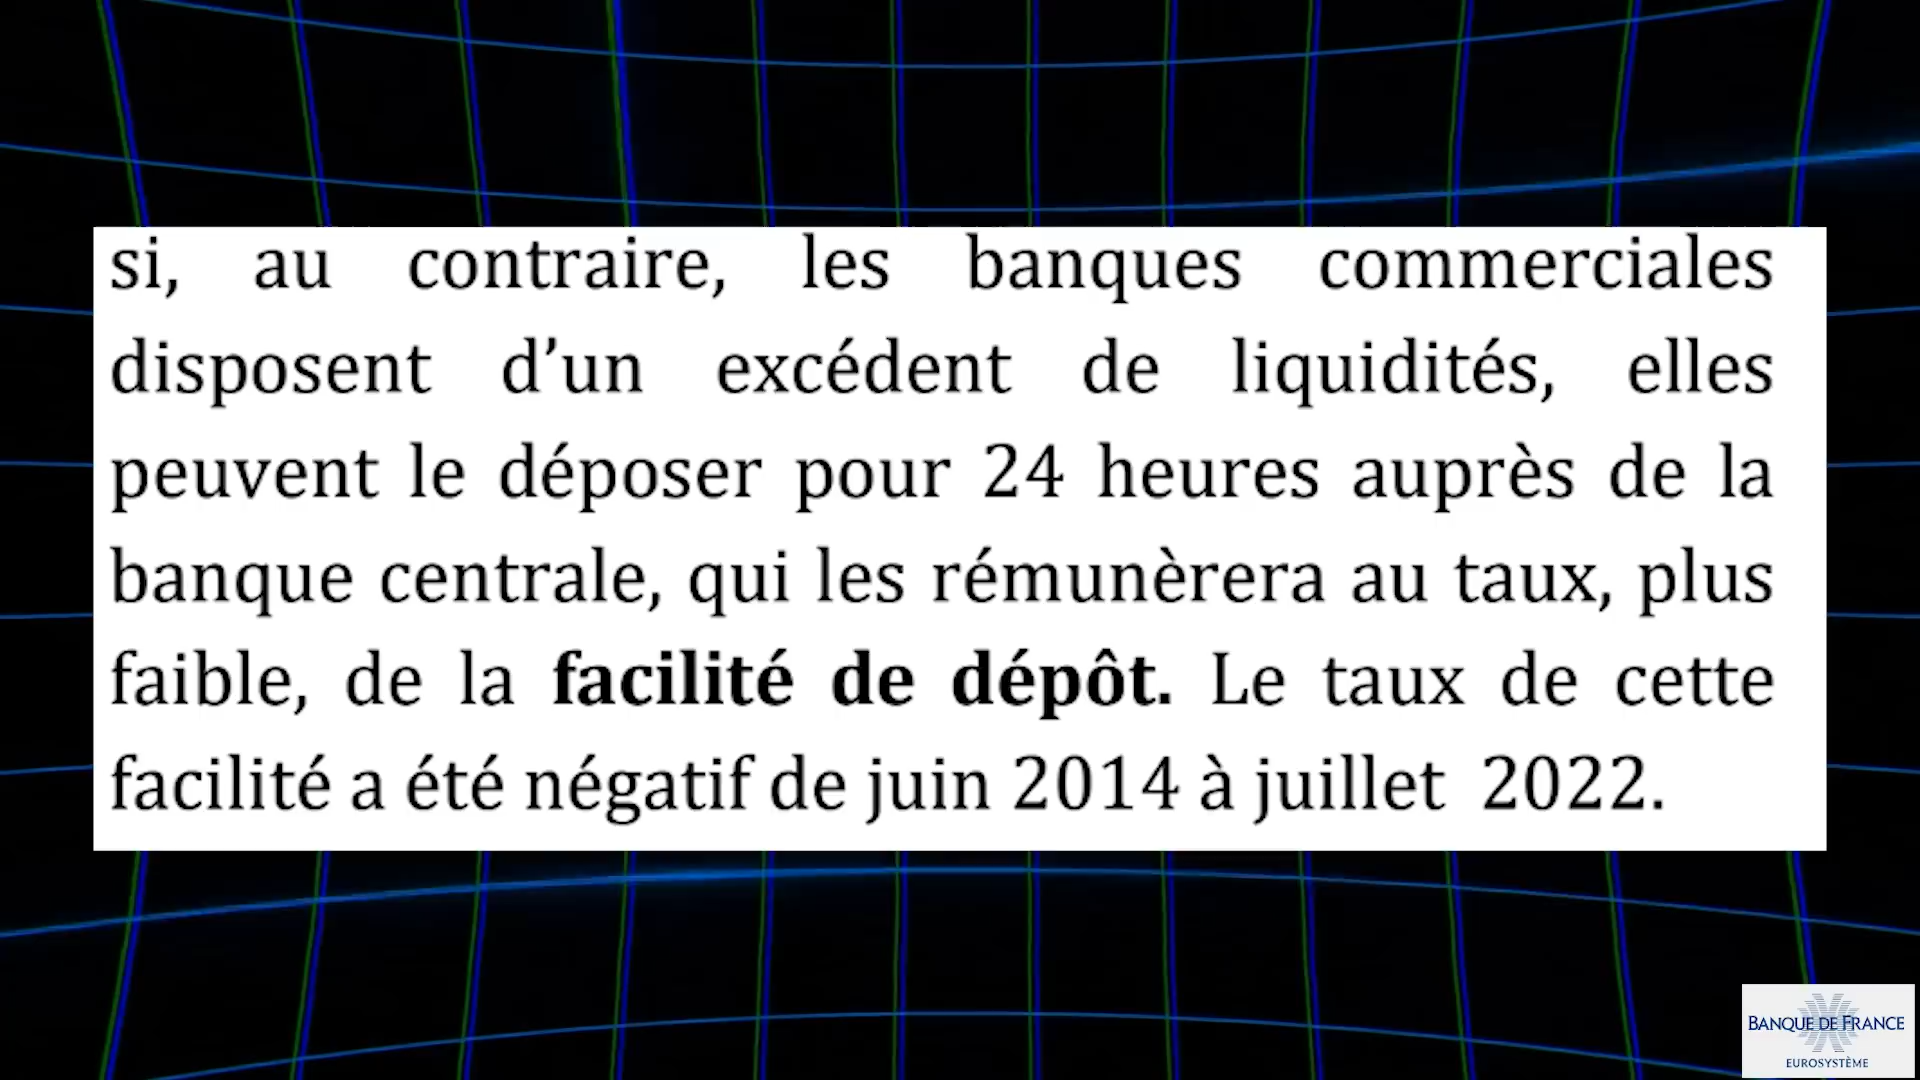 si, au contraire, les banques commerciales
disposent d’un excédent de liquidités, elles
peuvent le déposer pour 24 heures auprès de la
banque centrale, qui les rémunèrera au taux, plus
faible, de la facilité de dépôt. Le taux de cette
facilité a été négatif de juin 2014 à juillet 2022.
BANQUE DE FRANCE
EUROSYSTÈME